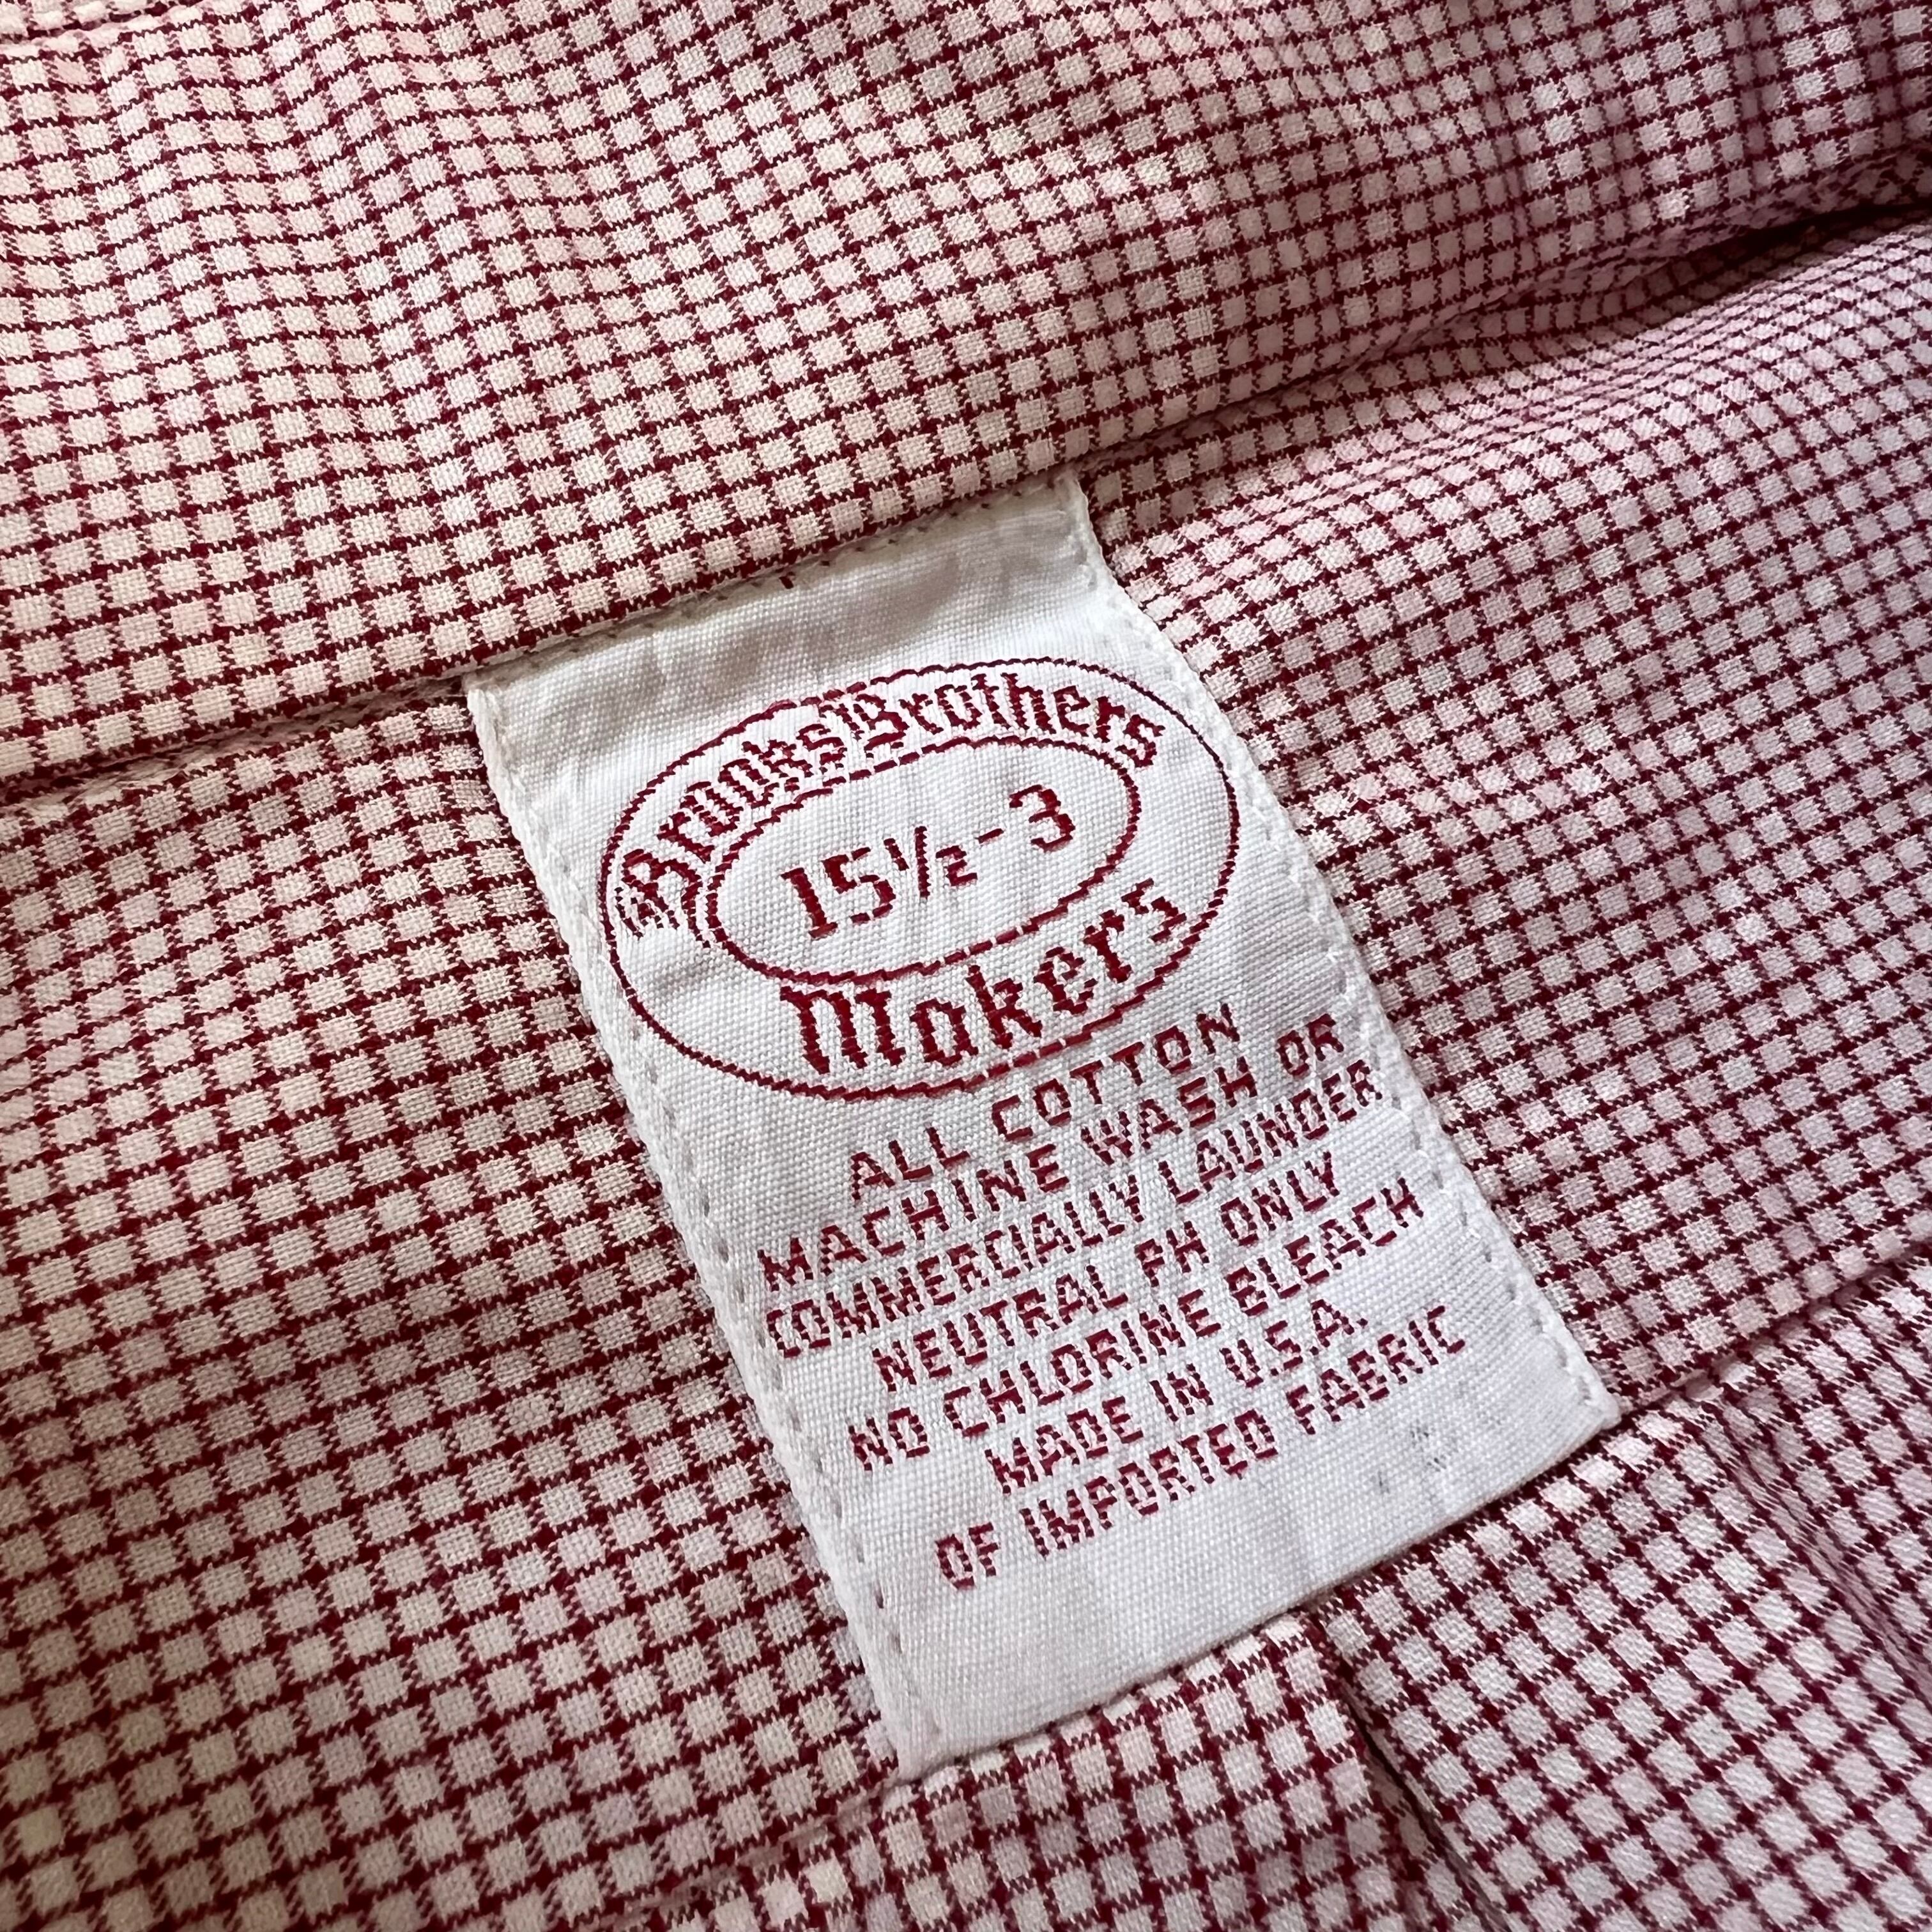 Brooks Brothers
15½-3
Makers
ALL COTTON
MACHINE WASH OR
COMMERCIALLY LAUNDER
NEUTRAL PH ONLY
NO CHLORINE BLEACH
MADE IN U.S.A.
OF IMPORTED FABRIC